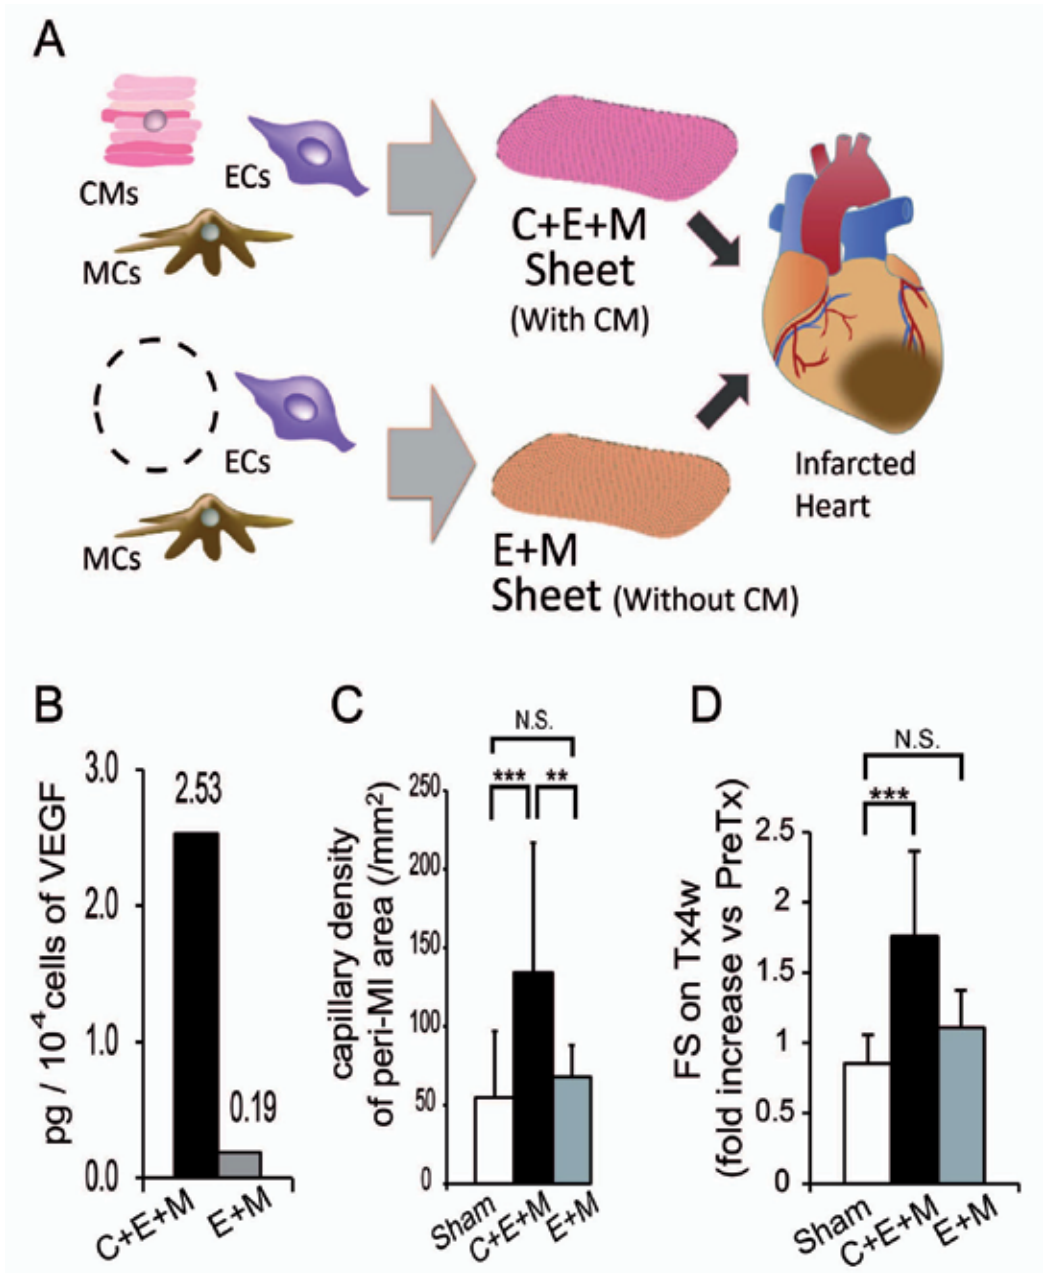 A
CMs
ECs
MCs
C+E+M
Sheet
(With CM)
ECs
MCs
E+M
Sheet (Without CM)
Infarcted
Heart
B
pg / 10⁻⁴ cells of VEGF
3.0
2.0
1.0
0.0
2.53
0.19
C+E+M
E+M
C
capillary density
of peri-MI area (/mm²)
250
200
150
100
50
0
N.S.
*** **
Sham
C+E+M
E+M
D
FS on Tx4w
(fold increase vs PreTx)
2.5
2
1.5
1
0.5
0
N.S.
***
Sham
C+E+M
E+M